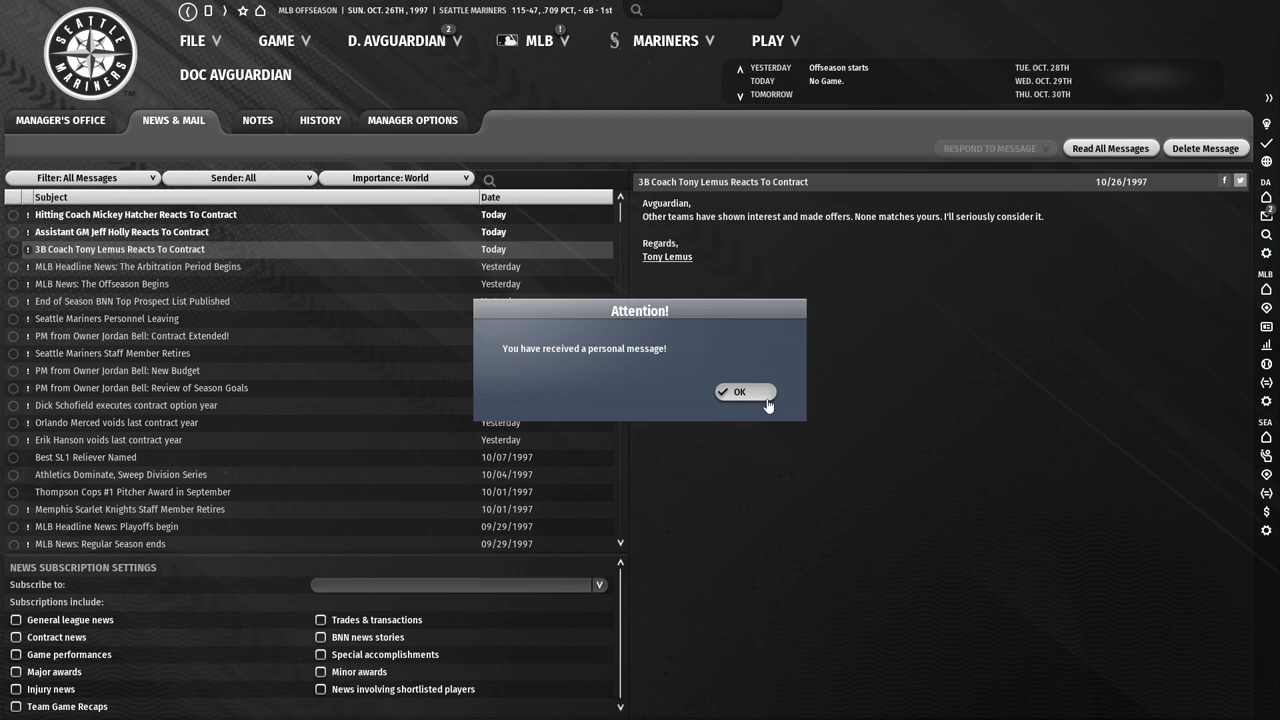 MLB OFFSEASON | SUN. OCT. 26TH , 1997 | SEATTLE MARINERS 115-47, .709 PCT, - GB - 1st
SEATTLE
MARINERS
TM
FILE
GAME
D. AVGUARDIAN
2
MLB
!
MARINERS
PLAY
DOC AVGUARDIAN
YESTERDAY Offseason starts TUE. OCT. 28TH
TODAY No Game. WED. OCT. 29TH
TOMORROW THU. OCT. 30TH
MANAGER'S OFFICE
NEWS & MAIL
NOTES
HISTORY
MANAGER OPTIONS
RESPOND TO MESSAGE
Read All Messages
Delete Message
Filter: All Messages
Sender: All
Importance: World
Subject Date
! Hitting Coach Mickey Hatcher Reacts To Contract Today
! Assistant GM Jeff Holly Reacts To Contract Today
! 3B Coach Tony Lemus Reacts To Contract Today
! MLB Headline News: The Arbitration Period Begins Yesterday
! MLB News: The Offseason Begins Yesterday
! End of Season BNN Top Prospect List Published
! Seattle Mariners Personnel Leaving
! PM from Owner Jordan Bell: Contract Extended!
! Seattle Mariners Staff Member Retires
! PM from Owner Jordan Bell: New Budget
! PM from Owner Jordan Bell: Review of Season Goals
! Dick Schofield executes contract option year
! Orlando Merced voids last contract year Yesterday
! Erik Hanson voids last contract year Yesterday
Best SL1 Reliever Named 10/07/1997
! Athletics Dominate, Sweep Division Series 10/04/1997
Thompson Cops #1 Pitcher Award in September 10/01/1997
! Memphis Scarlet Knights Staff Member Retires 10/01/1997
! MLB Headline News: Playoffs begin 09/29/1997
! MLB News: Regular Season ends 09/29/1997
3B Coach Tony Lemus Reacts To Contract 10/26/1997
f
Avguardian,
Other teams have shown interest and made offers. None matches yours. I'll seriously consider it.
Regards,
Tony Lemus
Attention!
You have received a personal message!
OK
NEWS SUBSCRIPTION SETTINGS
Subscribe to:
Subscriptions include:
General league news
Trades & transactions
Contract news
BNN news stories
Game performances
Special accomplishments
Major awards
Minor awards
Injury news
News involving shortlisted players
Team Game Recaps
DA
2
MLB
SEA
$